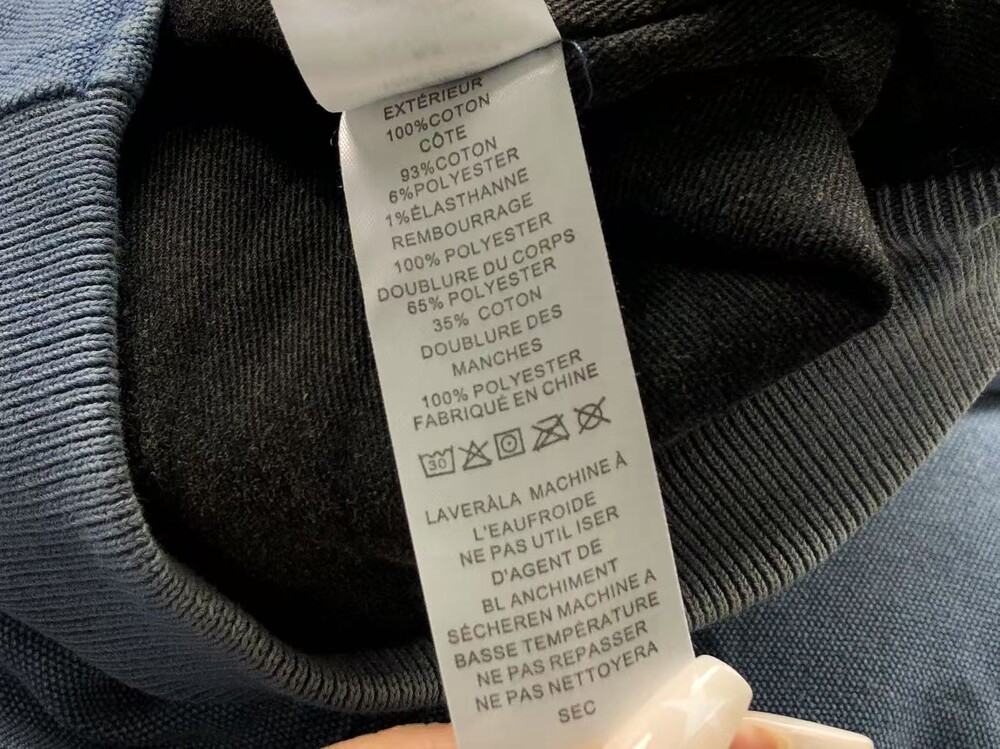 EXTÉRIEUR
100%COTON
CÔTE
93%COTON
6%POLYESTER
1%ÉLASTHANNE
REMBOURRAGE
100% POLYESTER
DOUBLURE DU CORPS
65% POLYESTER
35% COTON
DOUBLURE DES
MANCHES
100% POLYESTER
FABRIQUÉ EN CHINE
30
LAVERÀLA MACHINE À
L'EAUFROIDE
NE PAS UTIL ISER
D'AGENT DE
BL ANCHIMENT
SÉCHEREN MACHINE A
BASSE TEMPÉRATURE
NE PAS REPASSER
NE PAS NETTOYERA
SEC